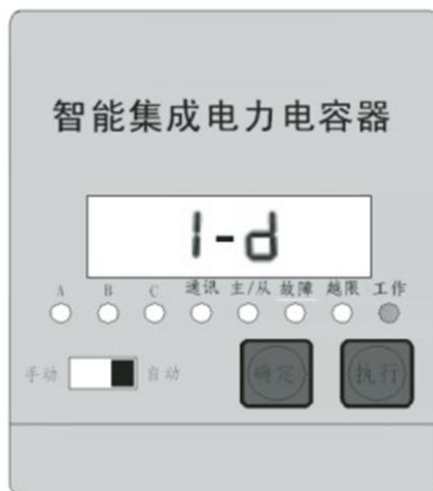 智能集成电力电容器
1-d
A B C 通讯 主/从 故障 越限 工作
手动 自动 确定 执行